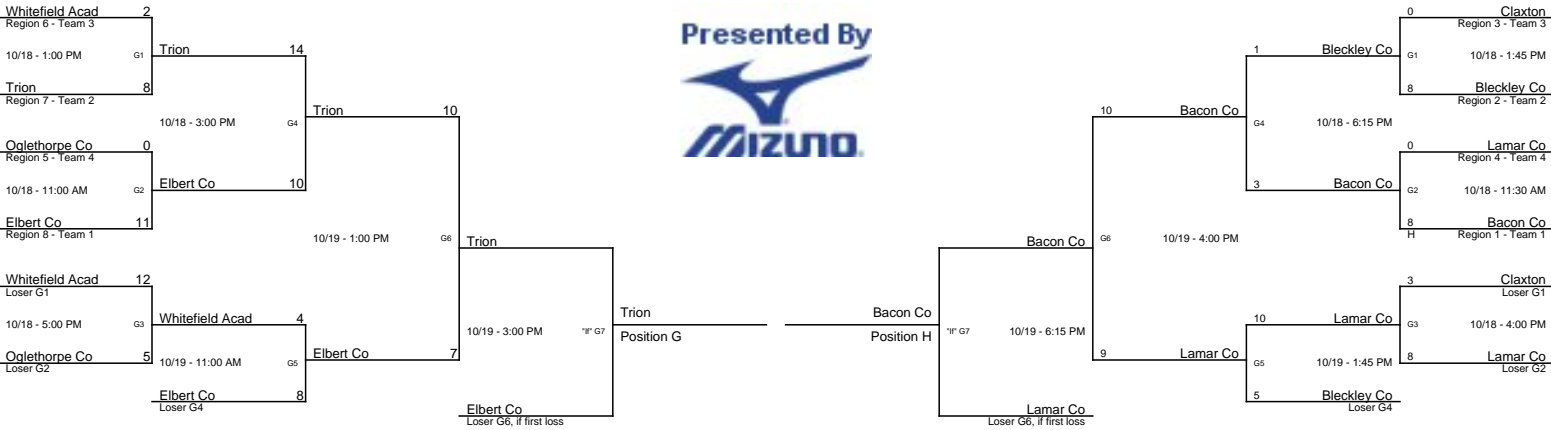 Whitefield Acad 2
Region 6 - Team 3
10/18 - 1:00 PM G1
Trion 8
Region 7 - Team 2
Trion 14
10/18 - 3:00 PM G4
Oglethorpe Co 0
Region 5 - Team 4
10/18 - 11:00 AM G2
Elbert Co 11
Region 8 - Team 1
Elbert Co 10
Trion 10
10/19 - 1:00 PM G6
Whitefield Acad 12
Loser G1
10/18 - 5:00 PM G3
Oglethorpe Co 5
Loser G2
Whitefield Acad 4
10/19 - 11:00 AM G5
Elbert Co 8
Loser G4
Elbert Co 7
Trion
10/19 - 3:00 PM "If" G7
Elbert Co
Loser G6, if first loss
Trion
Position G
Presented By
MIZUNO
Bacon Co
Position H
Bacon Co
"If" G7 10/19 - 6:15 PM
Lamar Co
Loser G6, if first loss
10 Bacon Co
G6 10/19 - 4:00 PM
9 Lamar Co
1 Bleckley Co
G4 10/18 - 6:15 PM
3 Bacon Co
0 Claxton
Region 3 - Team 3
G1 10/18 - 1:45 PM
8 Bleckley Co
Region 2 - Team 2
0 Lamar Co
Region 4 - Team 4
G2 10/18 - 11:30 AM
8 Bacon Co
H Region 1 - Team 1
10 Lamar Co
G5 10/19 - 1:45 PM
5 Bleckley Co
Loser G4
3 Claxton
Loser G1
G3 10/18 - 4:00 PM
8 Lamar Co
Loser G2